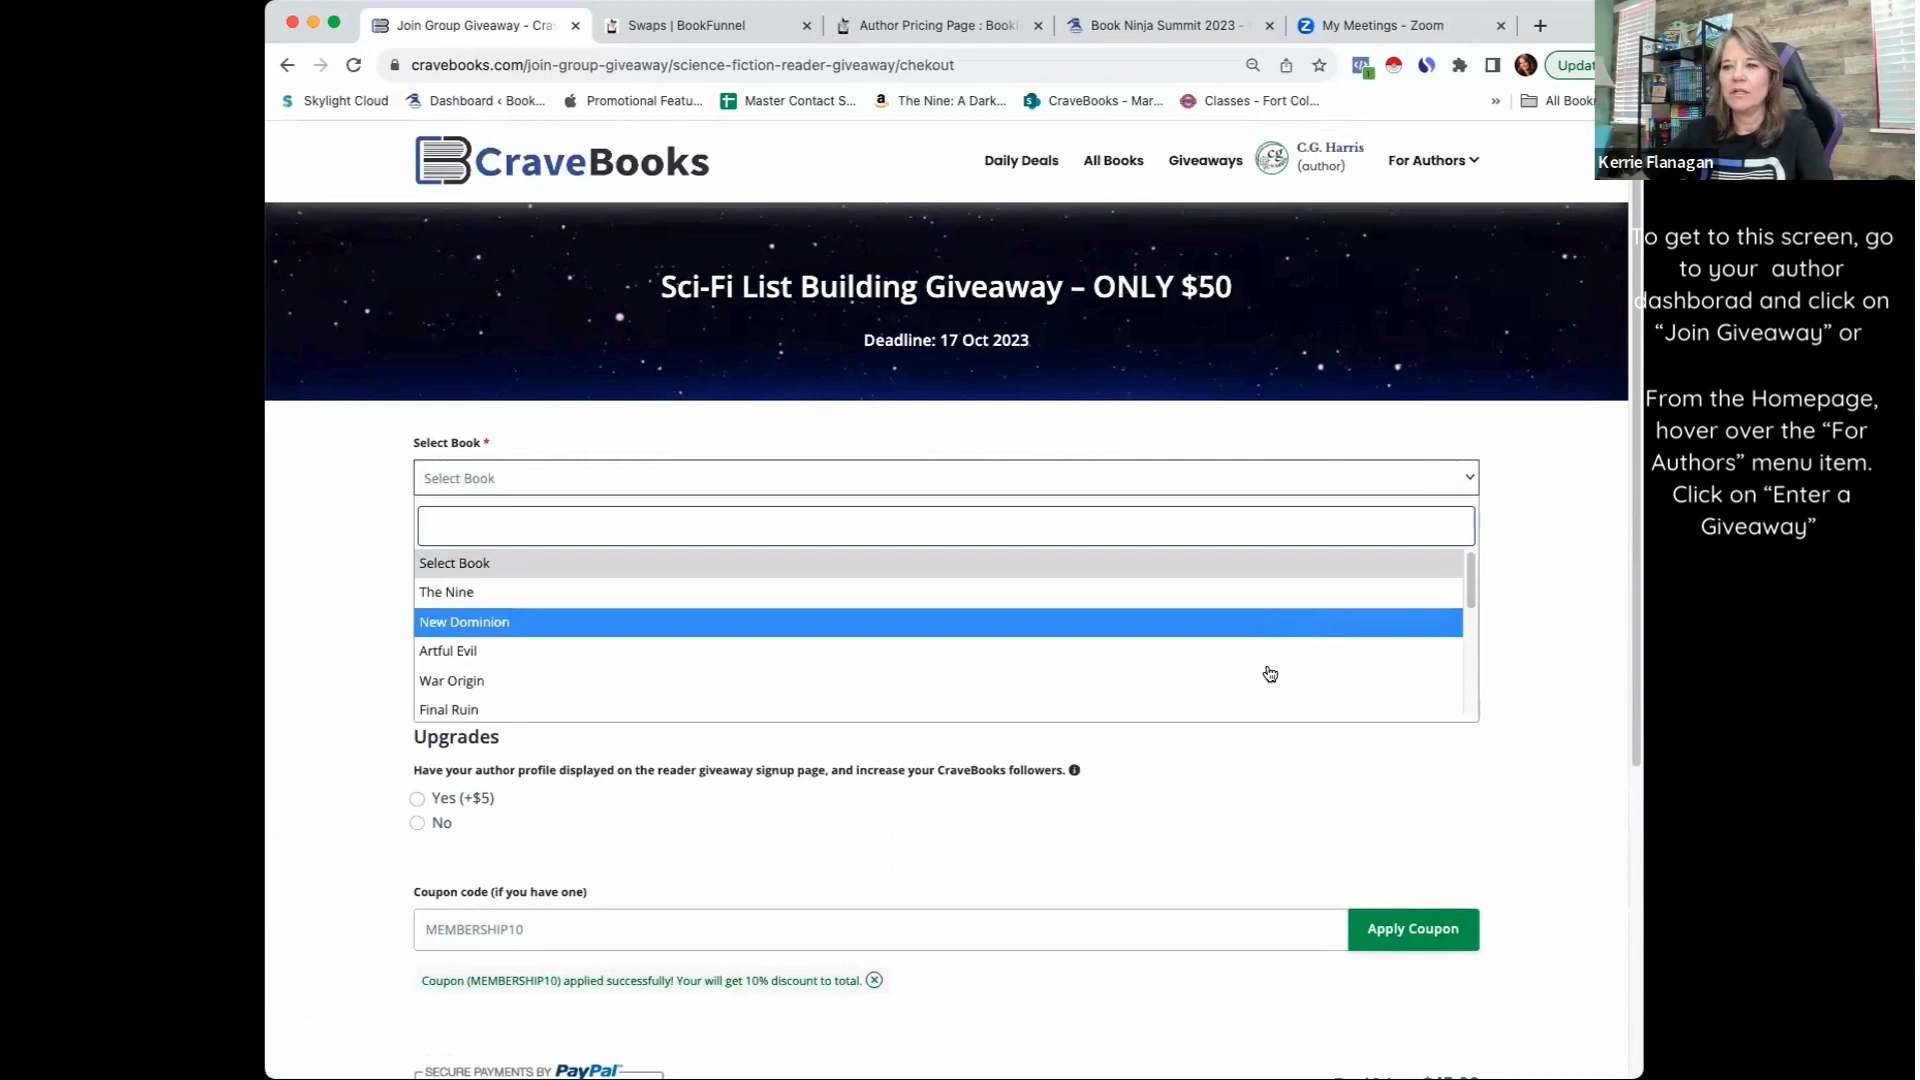 Join Group Giveaway - Cra
Swaps | BookFunnel
Author Pricing Page : Book
Book Ninja Summit 2023 -
My Meetings - Zoom
cravebooks.com/join-group-giveaway/science-fiction-reader-giveaway/chekout
Updat
Skylight Cloud
Dashboard ‹ Book...
Promotional Featu...
Master Contact S...
The Nine: A Dark...
CraveBooks - Mar...
Classes - Fort Col...
»
All Book
Kerrie Flanagan
CraveBooks
Daily Deals
All Books
Giveaways
C.G. Harris
(author)
For Authors
Sci-Fi List Building Giveaway – ONLY $50
Deadline: 17 Oct 2023
To get to this screen, go
to your author
dashborad and click on
“Join Giveaway” or
From the Homepage,
hover over the “For
Authors” menu item.
Click on “Enter a
Giveaway”
Select Book *
Select Book
Select Book
The Nine
New Dominion
Artful Evil
War Origin
Final Ruin
Upgrades
Have your author profile displayed on the reader giveaway signup page, and increase your CraveBooks followers.
Yes (+$5)
No
Coupon code (if you have one)
MEMBERSHIP10
Apply Coupon
Coupon (MEMBERSHIP10) applied successfully! Your will get 10% discount to total.
SECURE PAYMENTS BY PayPal